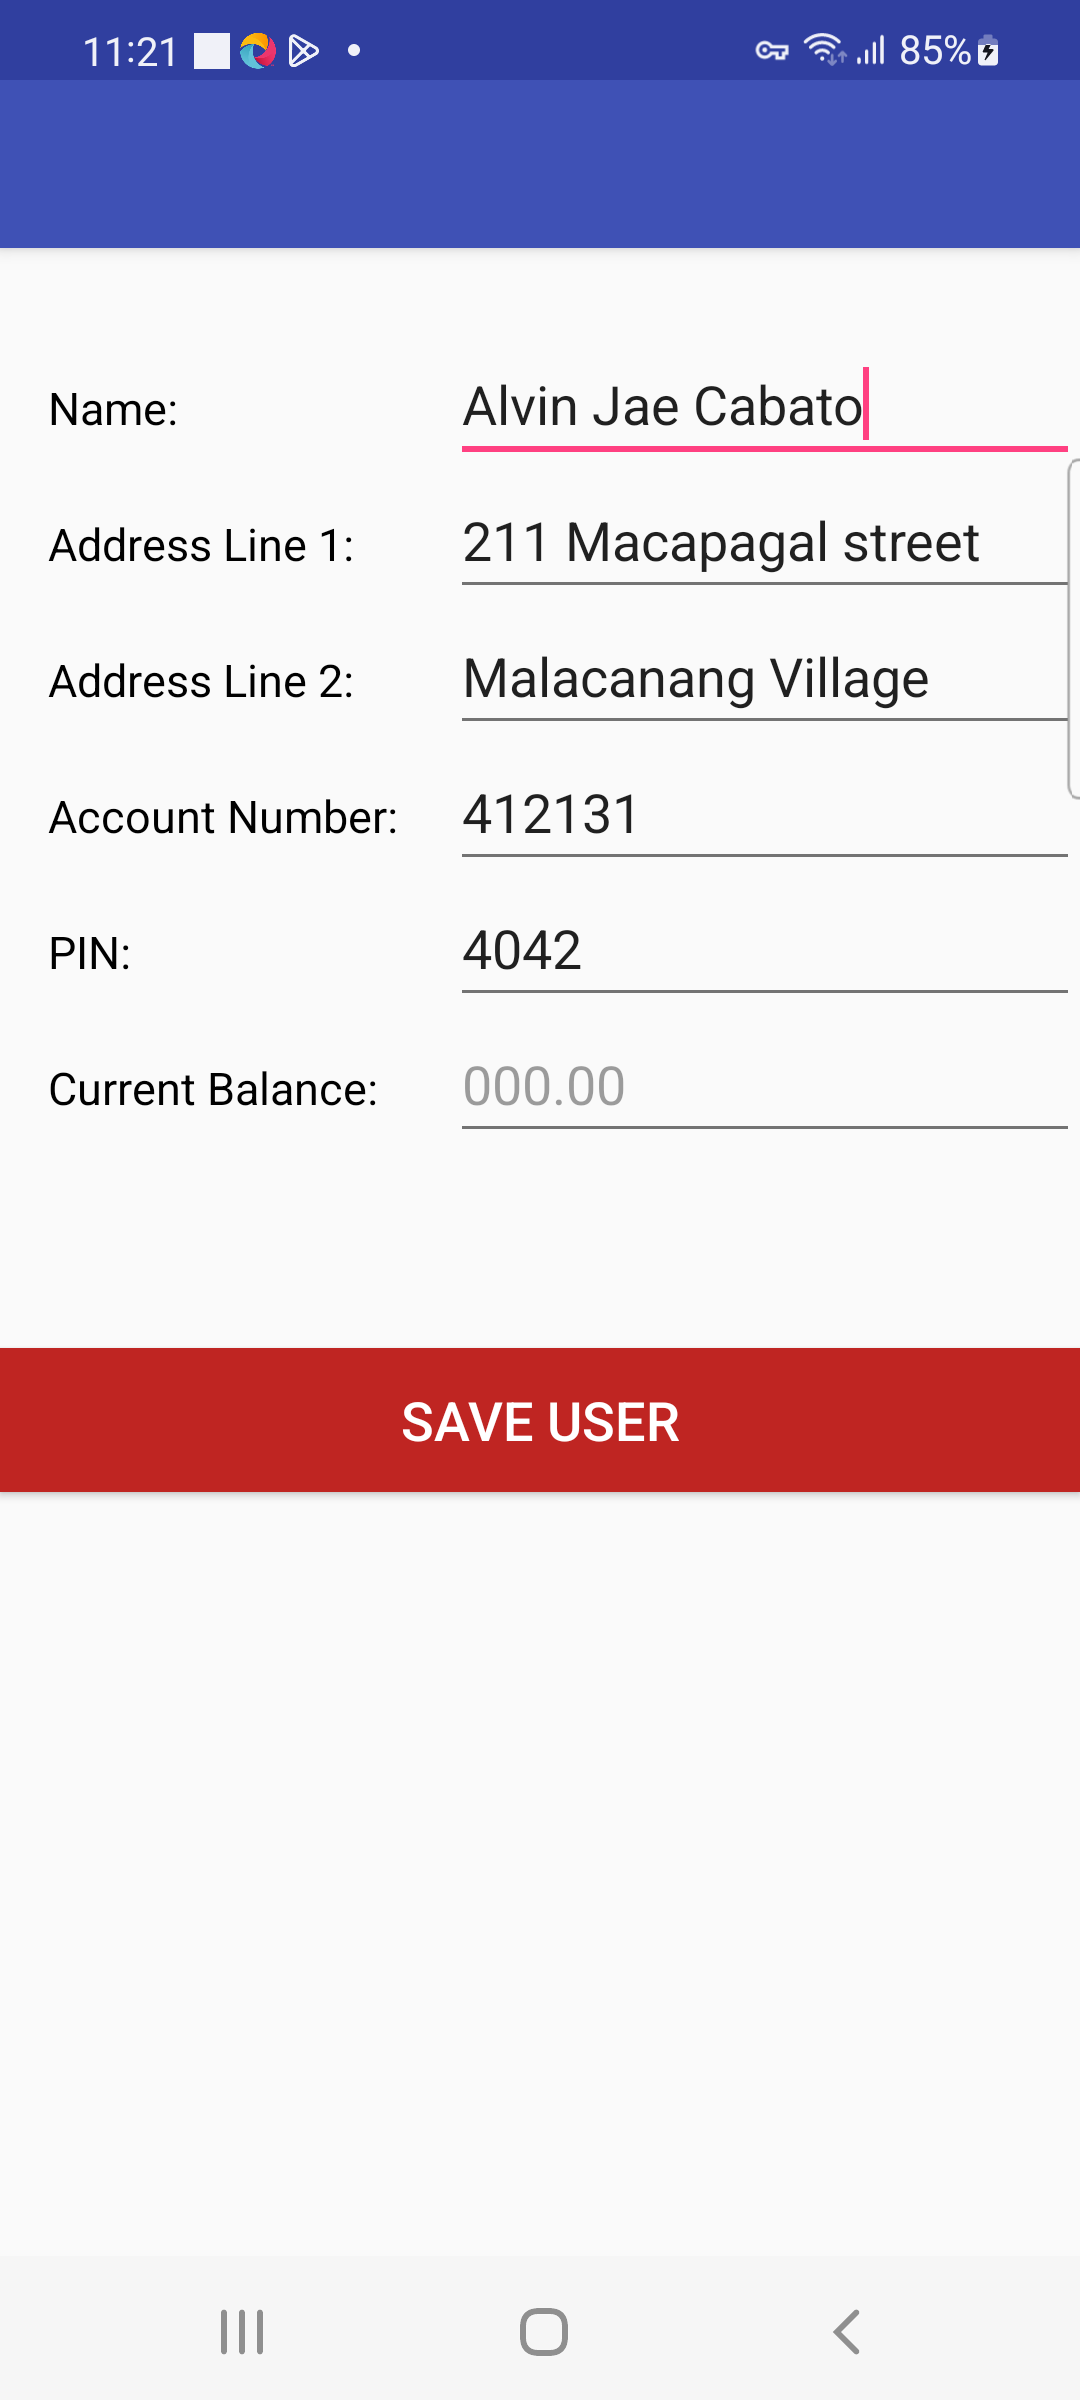 11:21 85%
Name: Alvin Jae Cabato
Address Line 1: 211 Macapagal street
Address Line 2: Malacanang Village
Account Number: 412131
PIN: 4042
Current Balance: 000.00
SAVE USER